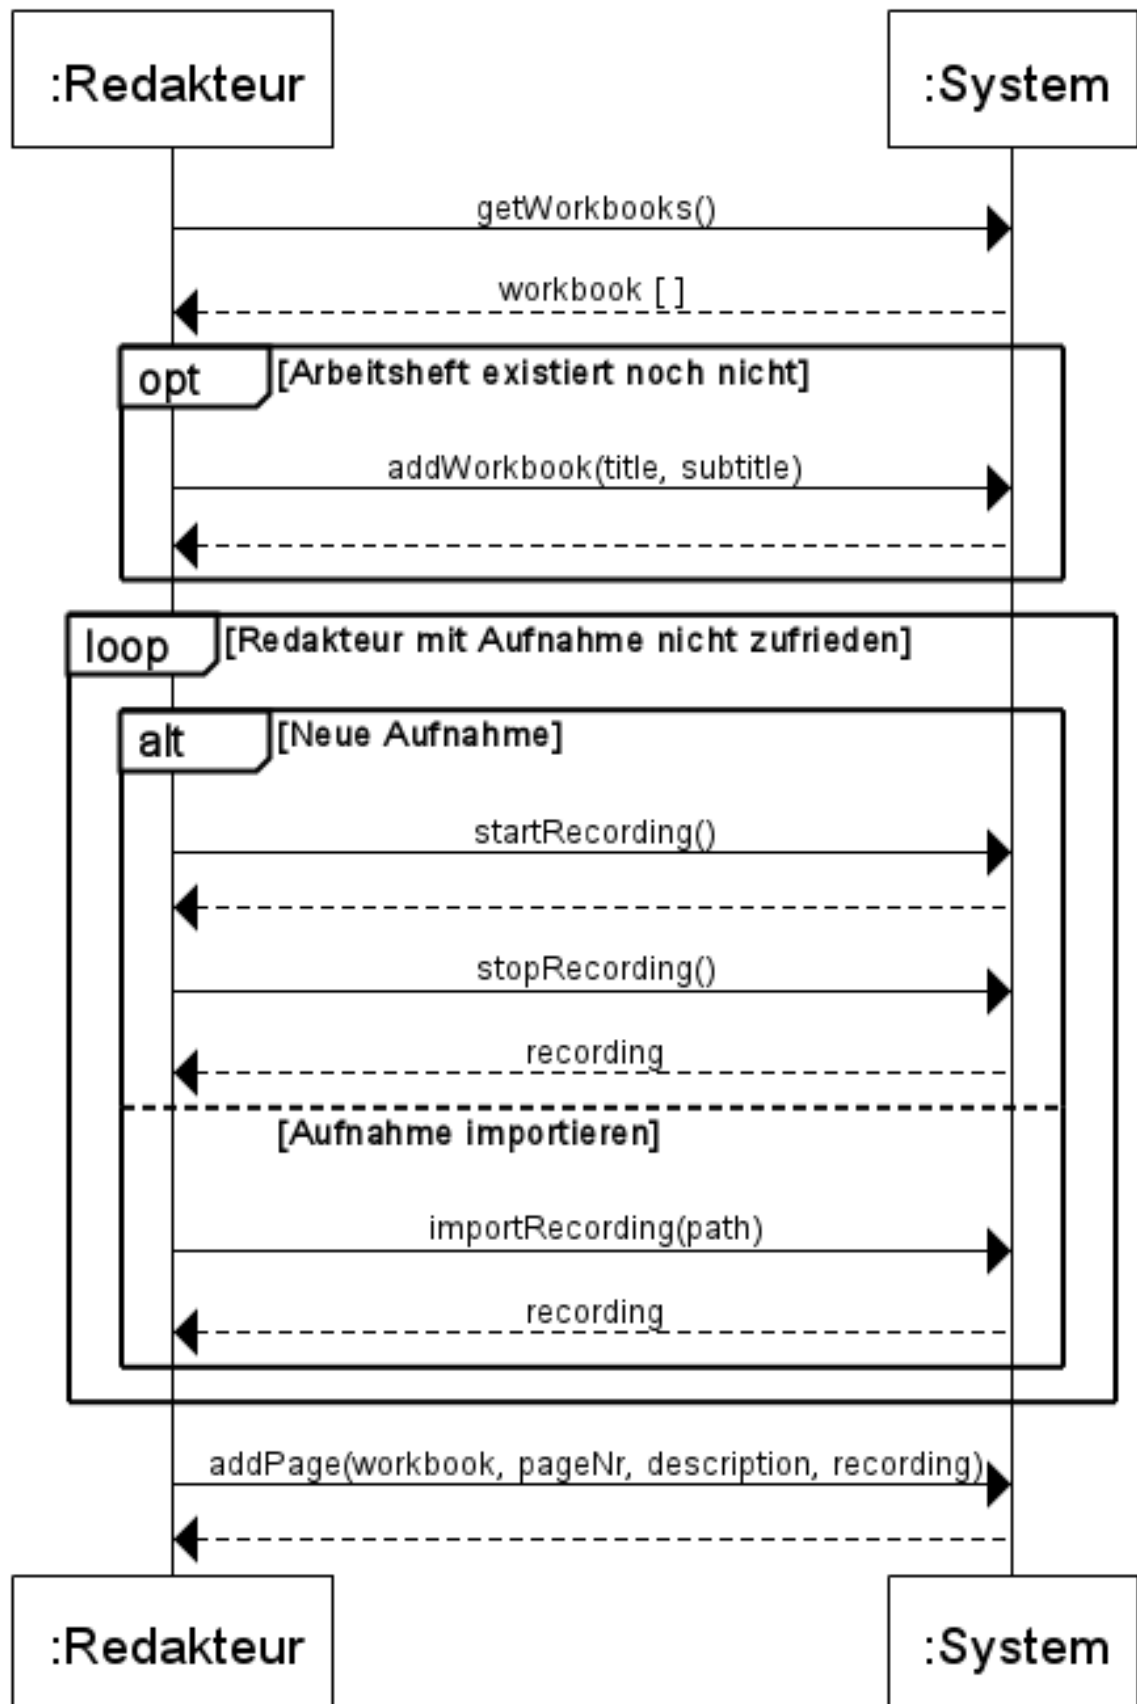 :Redakteur
:System
getWorkbooks()
workbook [ ]
opt
[Arbeitsheft existiert noch nicht]
addWorkbook(title, subtitle)
loop
[Redakteur mit Aufnahme nicht zufrieden]
alt
[Neue Aufnahme]
startRecording()
stopRecording()
recording
[Aufnahme importieren]
importRecording(path)
recording
addPage(workbook, pageNr, description, recording)
:Redakteur
:System